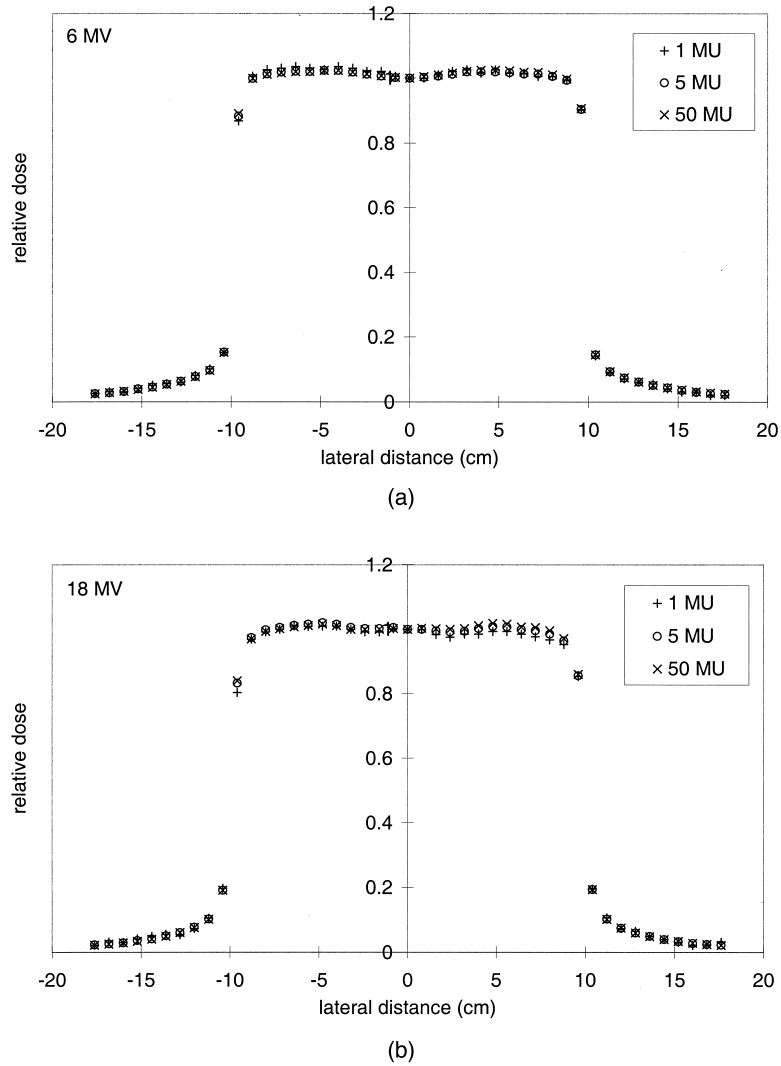 6 MV
1.2
+ 1 MU
o 5 MU
× 50 MU
0.8
0.6
0.4
0.2
0
relative dose
-20 -15 -10 -5 0 5 10 15 20
lateral distance (cm)
(a)
18 MV
1.2
+ 1 MU
o 5 MU
× 50 MU
0.8
0.6
0.4
0.2
0
relative dose
-20 -15 -10 -5 0 5 10 15 20
lateral distance (cm)
(b)